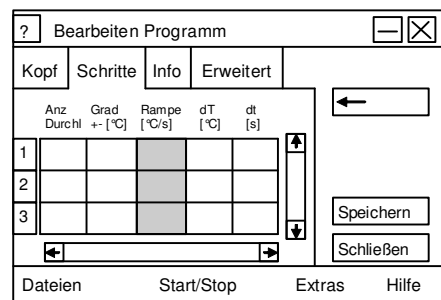 ? Bearbeiten Programm
Kopf Schritte Info Erweitert
Anz Grad Rampe dT dt
Durchl +- [°C] [°C/s] [°C] [s]
1
2
3
Speichern
Schließen
Dateien Start/Stop Extras Hilfe